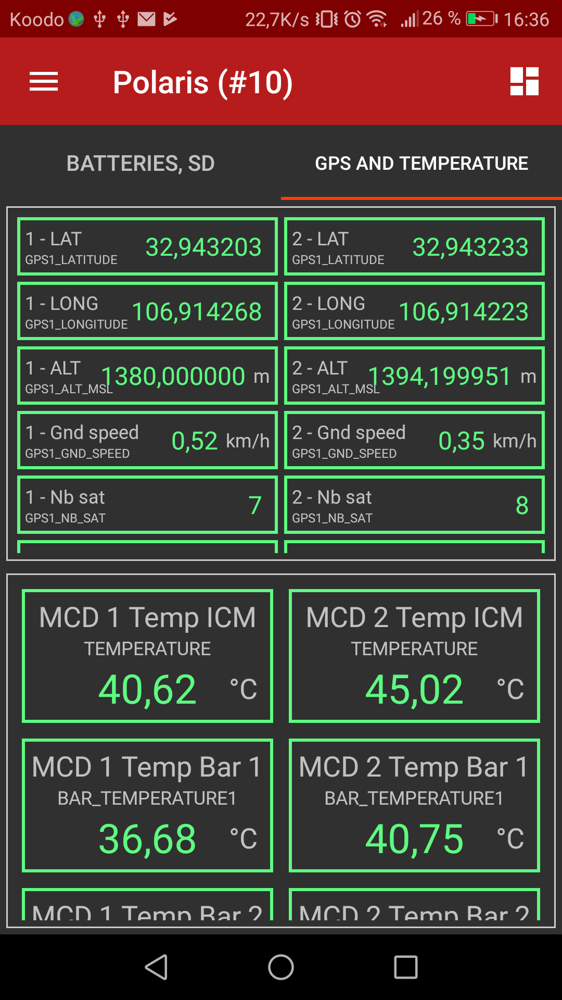 Koodo 22,7K/s 26 % 16:36
Polaris (#10)
BATTERIES, SD GPS AND TEMPERATURE
1 - LAT 32,943203 2 - LAT 32,943233
GPS1_LATITUDE GPS1_LATITUDE
1 - LONG 106,914268 2 - LONG 106,914223
GPS1_LONGITUDE GPS1_LONGITUDE
1 - ALT 1380,000000 m 2 - ALT 1394,199951 m
GPS1_ALT_MSL GPS1_ALT_MSL
1 - Gnd speed 0,52 km/h 2 - Gnd speed 0,35 km/h
GPS1_GND_SPEED GPS1_GND_SPEED
1 - Nb sat 7 2 - Nb sat 8
GPS1_NB_SAT GPS1_NB_SAT
MCD 1 Temp ICM MCD 2 Temp ICM
TEMPERATURE TEMPERATURE
40,62 °C 45,02 °C
MCD 1 Temp Bar 1 MCD 2 Temp Bar 1
BAR_TEMPERATURE1 BAR_TEMPERATURE1
36,68 °C 40,75 °C
MCD 1 Temp Bar 2 MCD 2 Temp Bar 2